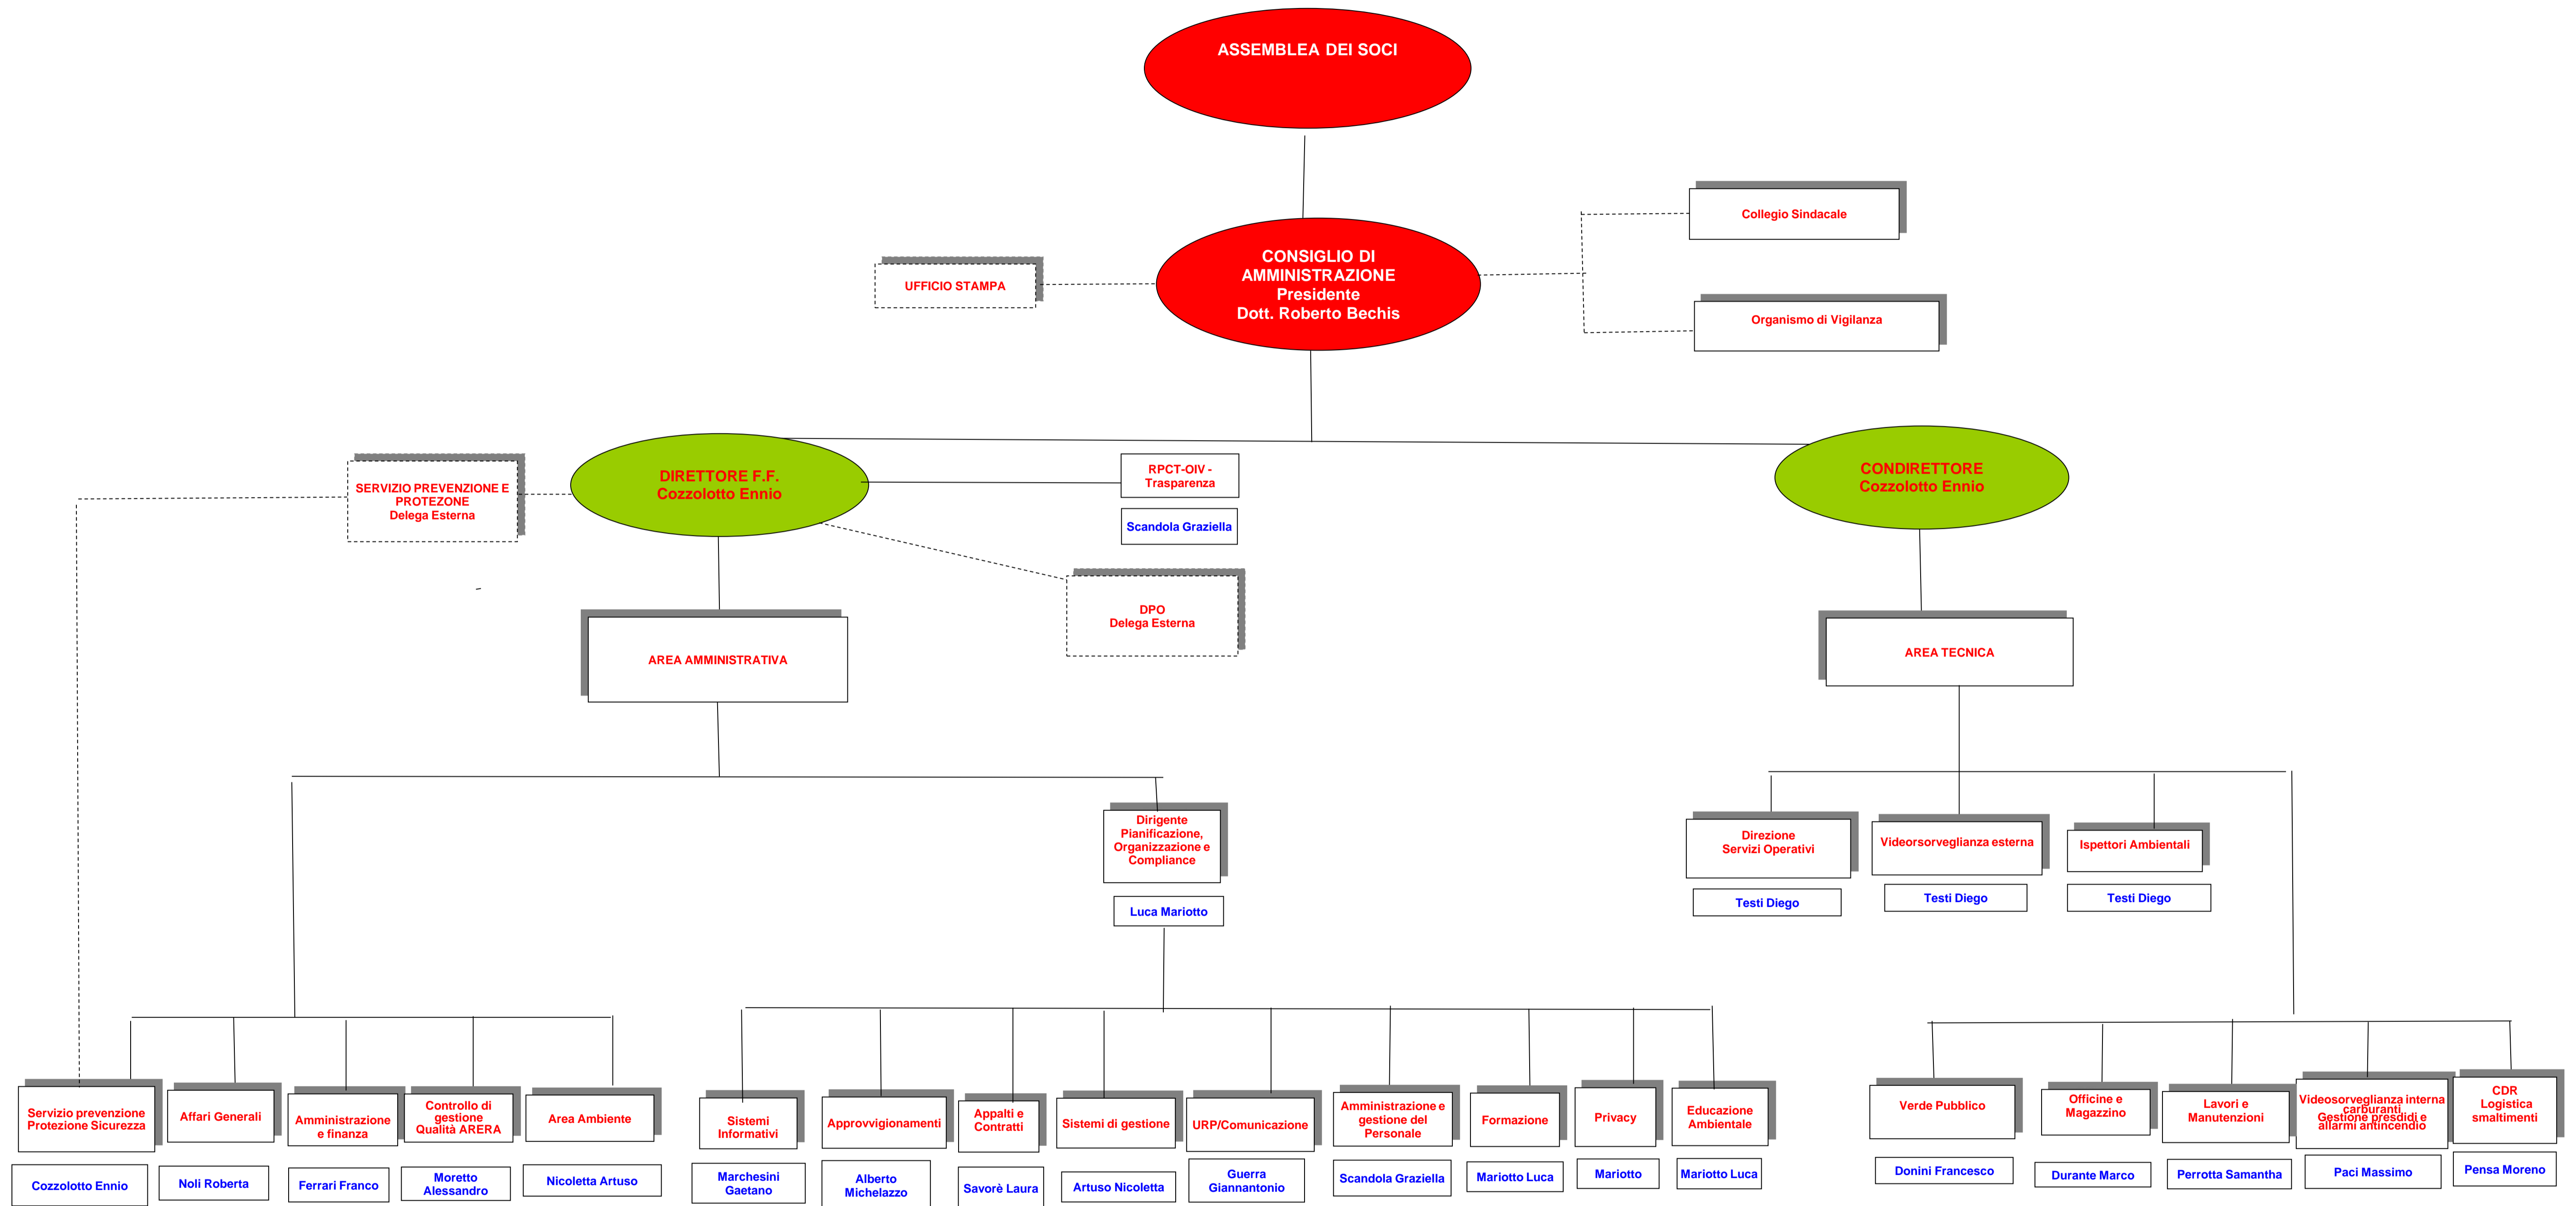 ASSEMBLEA DEI SOCI
Collegio Sindacale
CONSIGLIO DI
AMMINISTRAZIONE
Presidente
Dott. Roberto Bechis
UFFICIO STAMPA
Organismo di Vigilanza
SERVIZIO PREVENZIONE E
PROTEZONE
Delega Esterna
DIRETTORE F.F.
Cozzolotto Ennio
RPCT-OIV -
Trasparenza
Scandola Graziella
CONDIRETTORE
Cozzolotto Ennio
DPO
Delega Esterna
AREA AMMINISTRATIVA
AREA TECNICA
Dirigente
Pianificazione,
Organizzazione e
Compliance
Luca Mariotto
Direzione
Servizi Operativi
Testi Diego
Videorsorveglianza esterna
Testi Diego
Ispettori Ambientali
Testi Diego
Servizio prevenzione
Protezione Sicurezza
Cozzolotto Ennio
Affari Generali
Noli Roberta
Amministrazione
e finanza
Ferrari Franco
Controllo di
gestione
Qualità ARERA
Moretto
Alessandro
Area Ambiente
Nicoletta Artuso
Sistemi
Informativi
Marchesini
Gaetano
Approvvigionamenti
Alberto
Michelazzo
Appalti e
Contratti
Savorè Laura
Sistemi di gestione
Artuso Nicoletta
URP/Comunicazione
Guerra
Giannantonio
Amministrazione e
gestione del
Personale
Scandola Graziella
Formazione
Mariotto Luca
Privacy
Mariotto
Educazione
Ambientale
Mariotto Luca
Verde Pubblico
Donini Francesco
Officine e
Magazzino
Durante Marco
Lavori e
Manutenzioni
Perrotta Samantha
Videosorveglianza interna
carburanti
Gestione presdidi e
allarmi antincendio
Paci Massimo
CDR
Logistica
smaltimenti
Pensa Moreno